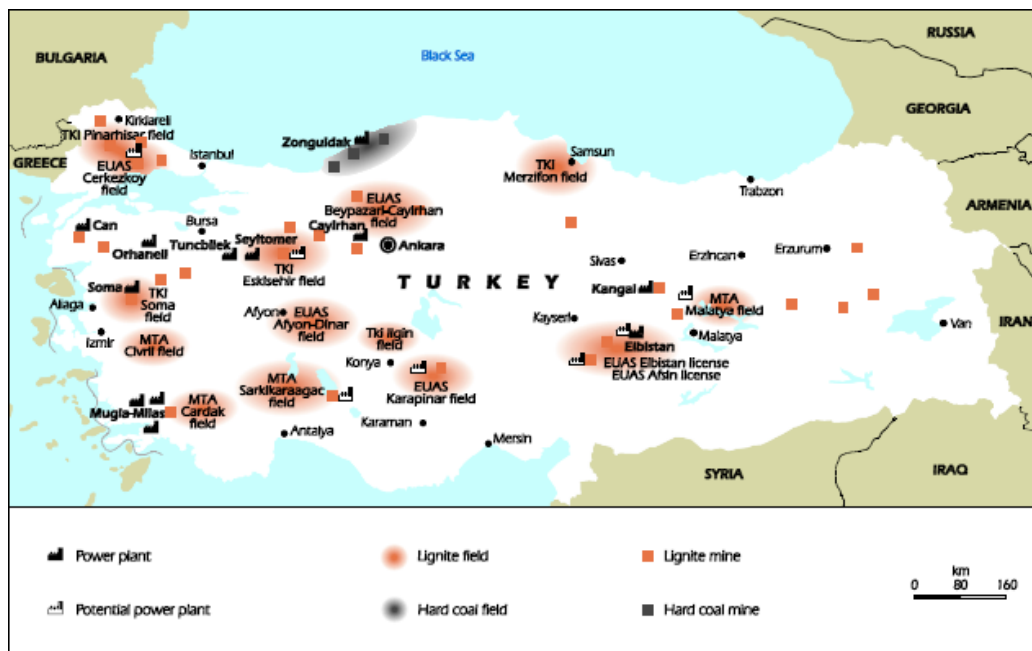 RUSSIA
BULGARIA
Black Sea
GEORGIA
Kirklareli
TKI Pinarhisar field
Zonguldak
GREECE
EUAS
Cerkezkoy
field
Istanbul
TKI
Merzifon field
Samsun
Trabzon
ARMENIA
EUAS
Beypazari-Cayirhan
field
Can
Bursa
Orhaneli
Tuncbilek
Seyitomer
Cayirhan
Ankara
TKI
Eskisehir field
TURKEY
Sivas
Erzincan
Erzurum
Soma
TKI
Soma
field
Aliaga
Kangal
MTA
Malatya field
Afyon
EUAS
Afyon-Dinar
field
Tki Ilgin
field
Kayseri
Malatya
Van
IRAN
Izmir
MTA
Civril field
Elbistan
EUAS Elbistan license
EUAS Afsin license
Konya
MTA
Sarkikaraagac
field
EUAS
Karapinar field
Mugla-Milas
MTA
Cardak
field
Antalya
Karaman
Mersin
SYRIA
IRAQ
Power plant
Lignite field
Lignite mine
km
0 80 160
Potential power plant
Hard coal field
Hard coal mine